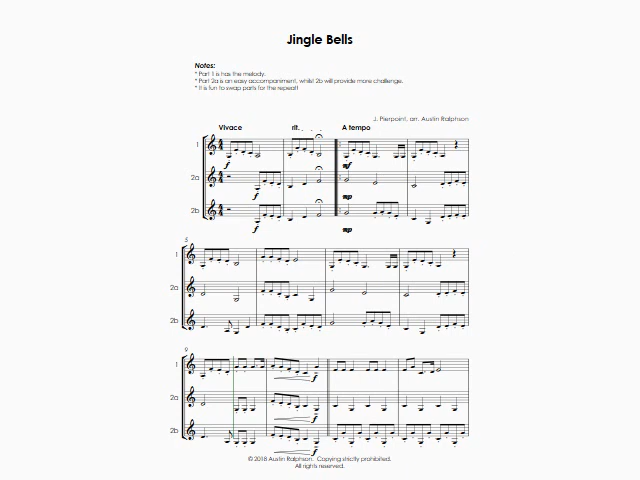 Jingle Bells
Notes:
* Part 1 is has the melody.
* Part 2a is an easy accompaniment, whilst 2b will provide more challenge.
* It is fun to swap parts for the repeat!
J. Pierpoint, arr. Austin Ralphson
Vivace rit. A tempo
1
f mf
2a
f mp
2b
f mp
5
1
2a
2b
9
1
f
2a
f
2b
f
© 2018 Austin Ralphson. Copying strictly prohibited.
All rights reserved.